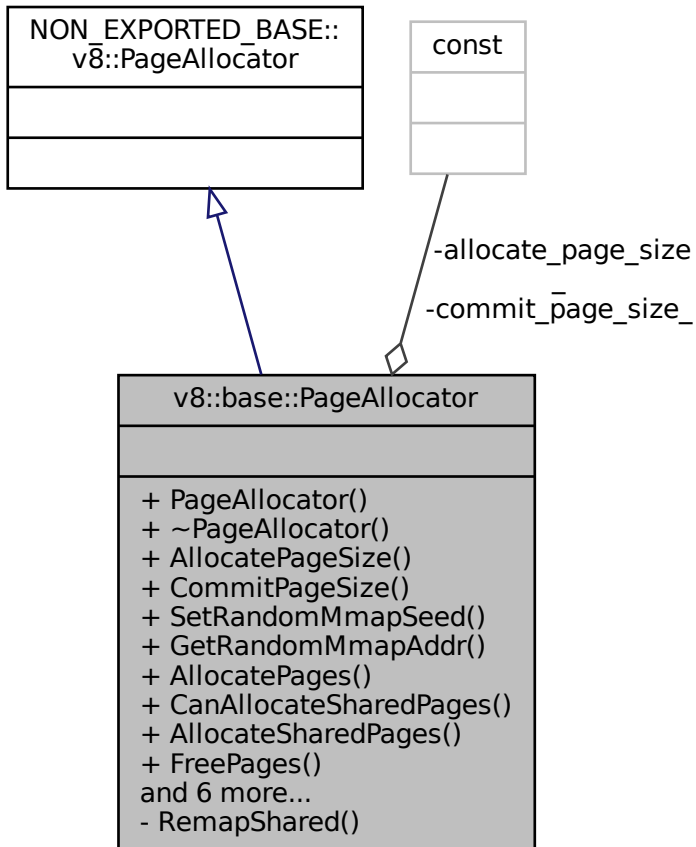 NON_EXPORTED_BASE::
v8::PageAllocator
const
-allocate_page_size
_
-commit_page_size_
v8::base::PageAllocator
+ PageAllocator()
+ ~PageAllocator()
+ AllocatePageSize()
+ CommitPageSize()
+ SetRandomMmapSeed()
+ GetRandomMmapAddr()
+ AllocatePages()
+ CanAllocateSharedPages()
+ AllocateSharedPages()
+ FreePages()
and 6 more...
- RemapShared()